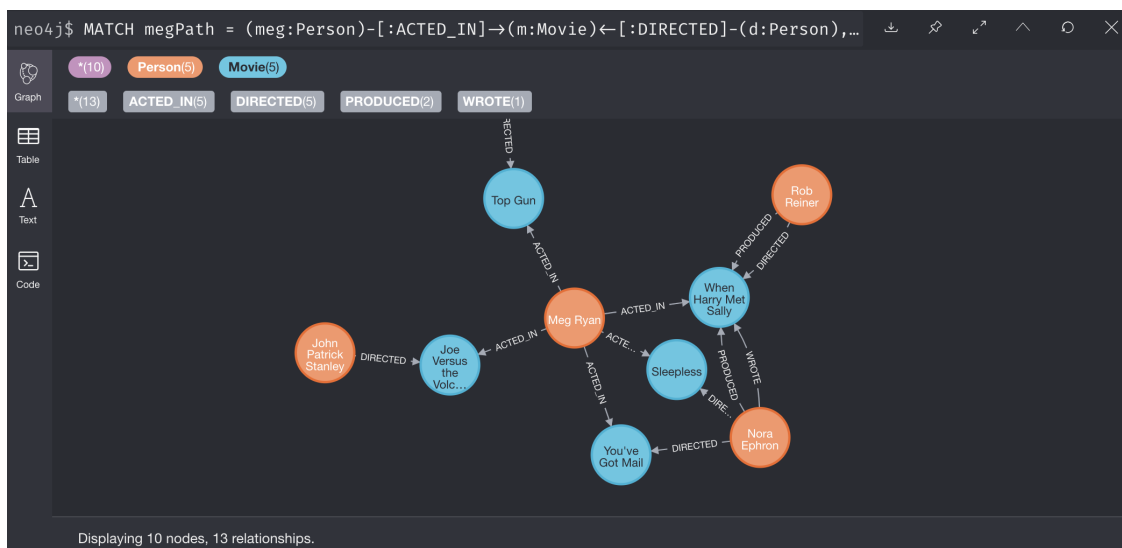 neo4j$ MATCH megPath = (meg:Person)-[:ACTED_IN]→(m:Movie)←[:DIRECTED]-(d:Person),…
*(10) Person(5) Movie(5)
*(13) ACTED_IN(5) DIRECTED(5) PRODUCED(2) WROTE(1)
Graph
Table
Text
Code
RECTED
Top Gun
Rob
Reiner
ACTED_IN
PRODUCED
DIRECTED
When
Harry Met
Sally
ACTED_IN
Meg Ryan
John
Patrick
Stanley
DIRECTED
Joe
Versus
the
Volc…
ACTED_IN
ACTE…
Sleepless
ACTED_IN
PRODUCED
WROTE
DIRE…
Nora
Ephron
DIRECTED
You've
Got Mail
Displaying 10 nodes, 13 relationships.